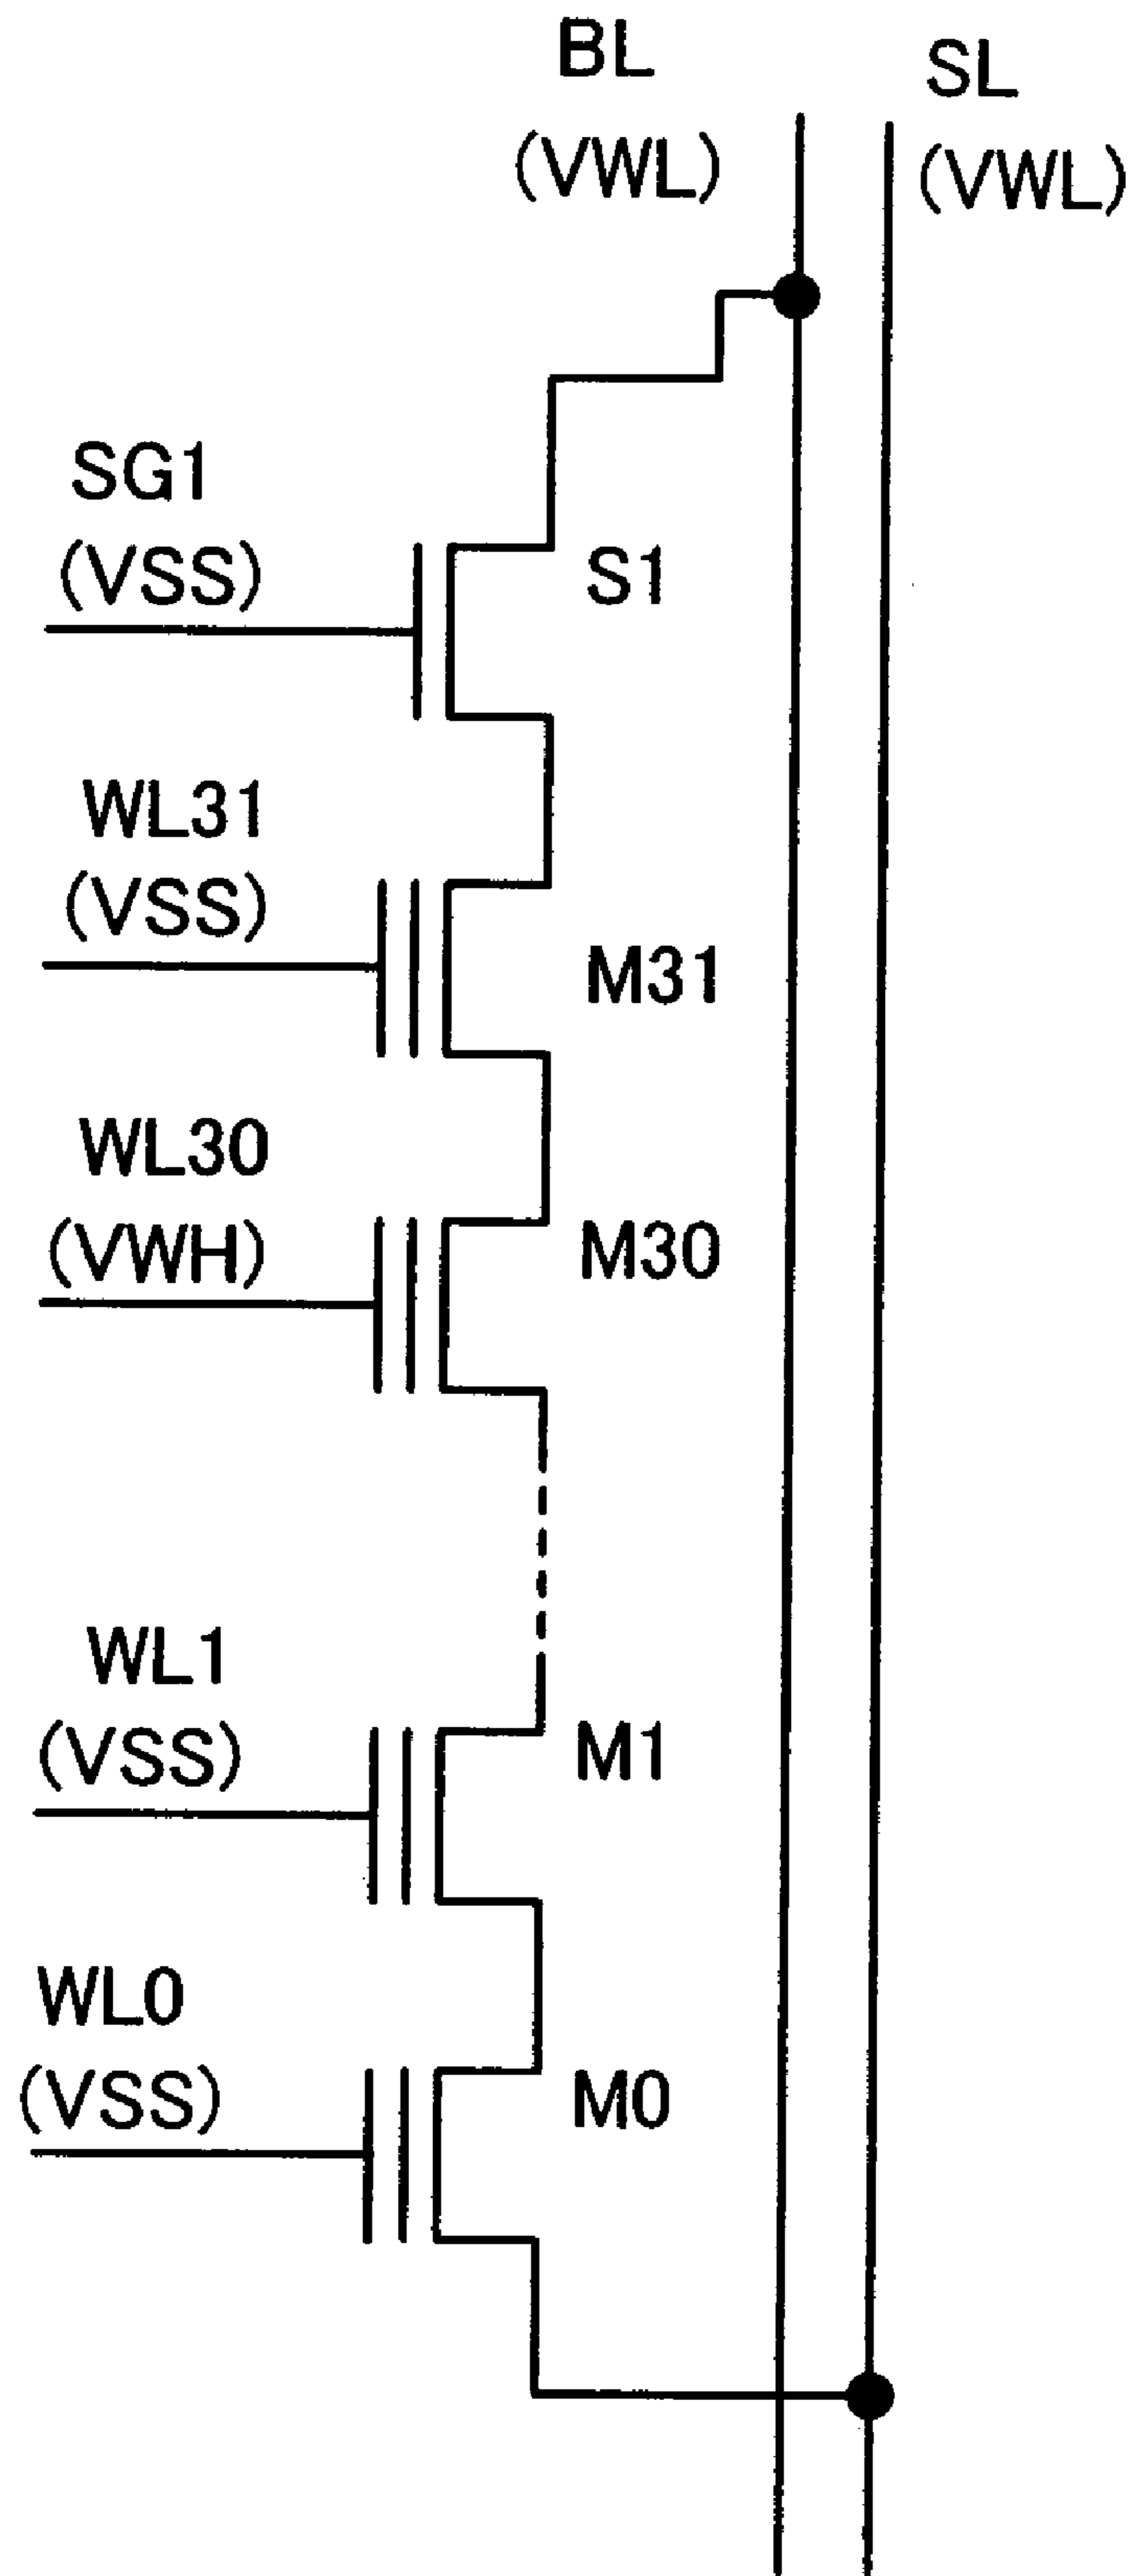 BL
(VWL)
SL
(VWL)
SG1
(VSS)
S1
WL31
(VSS)
M31
WL30
(VWH)
M30
WL1
(VSS)
M1
WL0
(VSS)
M0